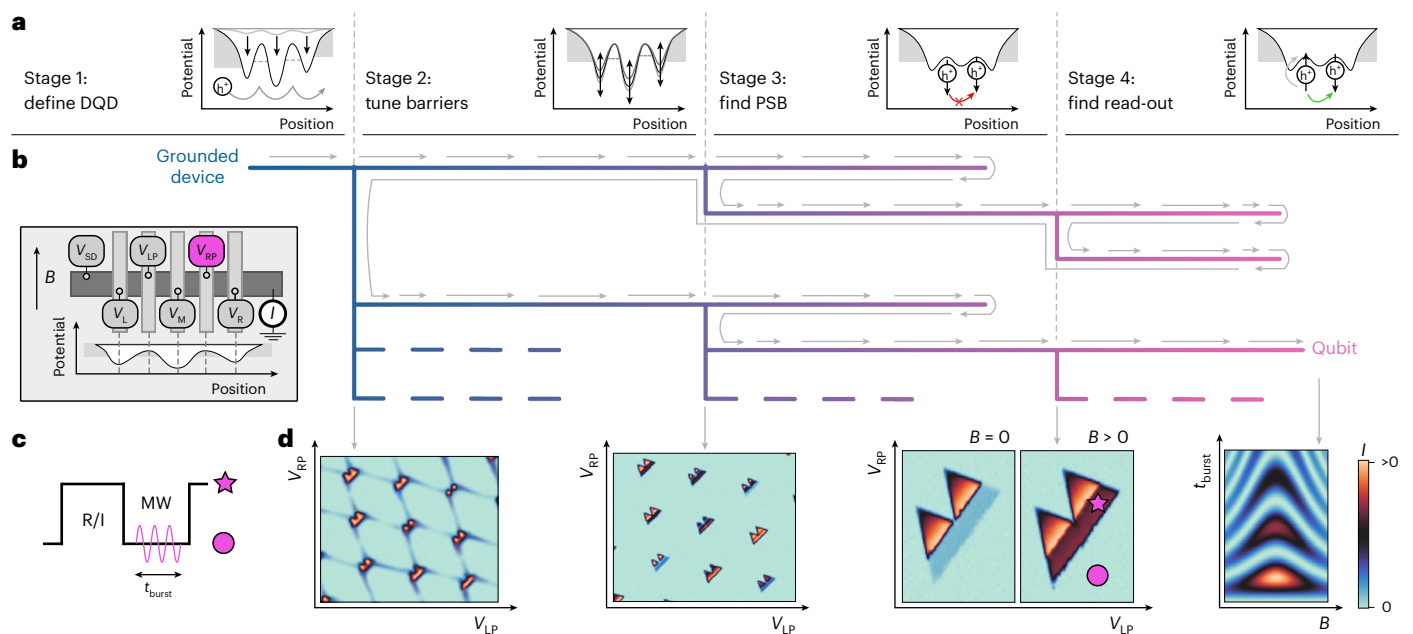 a
Stage 1:
define DQD
Potential
h+
Position
Stage 2:
tune barriers
Potential
Position
Stage 3:
find PSB
Potential
h+
h+
Position
Stage 4:
find read-out
Potential
h+
h+
Position
b
Grounded
device
Qubit
B
VSD
VLP
VRP
VL
VM
VR
I
Potential
Position
c
R/I
MW
tburst
d
VRP
VLP
VRP
VLP
VRP
B = 0
B > 0
VLP
tburst
B
I
>0
0